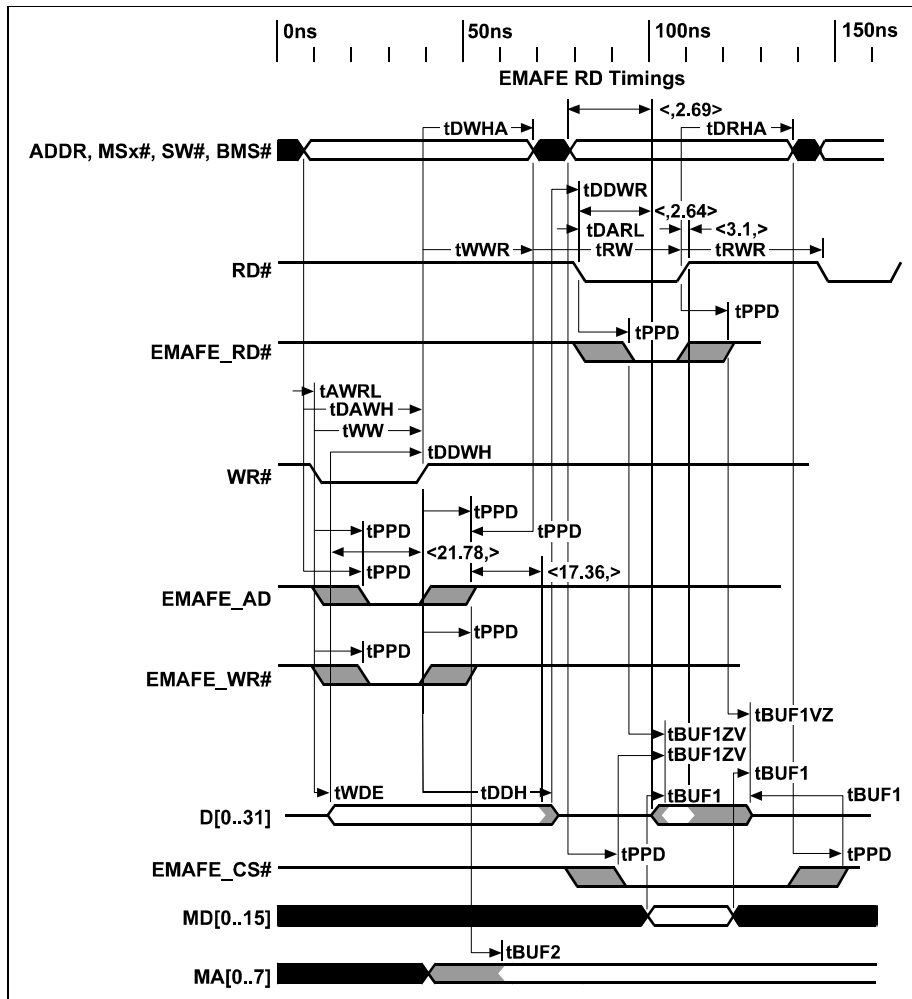 0ns 50ns 100ns 150ns
EMAFE RD Timings
<,2.69>
tDWHA tDRHA
ADDR, MSx#, SW#, BMS#
tDDWR
<,2.64>
tDARL <3.1,>
tWWR tRW tRWR
RD#
tPPD
tPPD
EMAFE_RD#
tAWRL
tDAWH
tWW
tDDWH
WR#
tPPD
tPPD tPPD
<21.78,>
tPPD <17.36,>
EMAFE_AD
tPPD
tPPD
EMAFE_WR#
tBUF1VZ
tBUF1ZV
tBUF1ZV
tBUF1
tWDE tDDH tBUF1 tBUF1
D[0..31]
tPPD tPPD
EMAFE_CS#
MD[0..15]
tBUF2
MA[0..7]